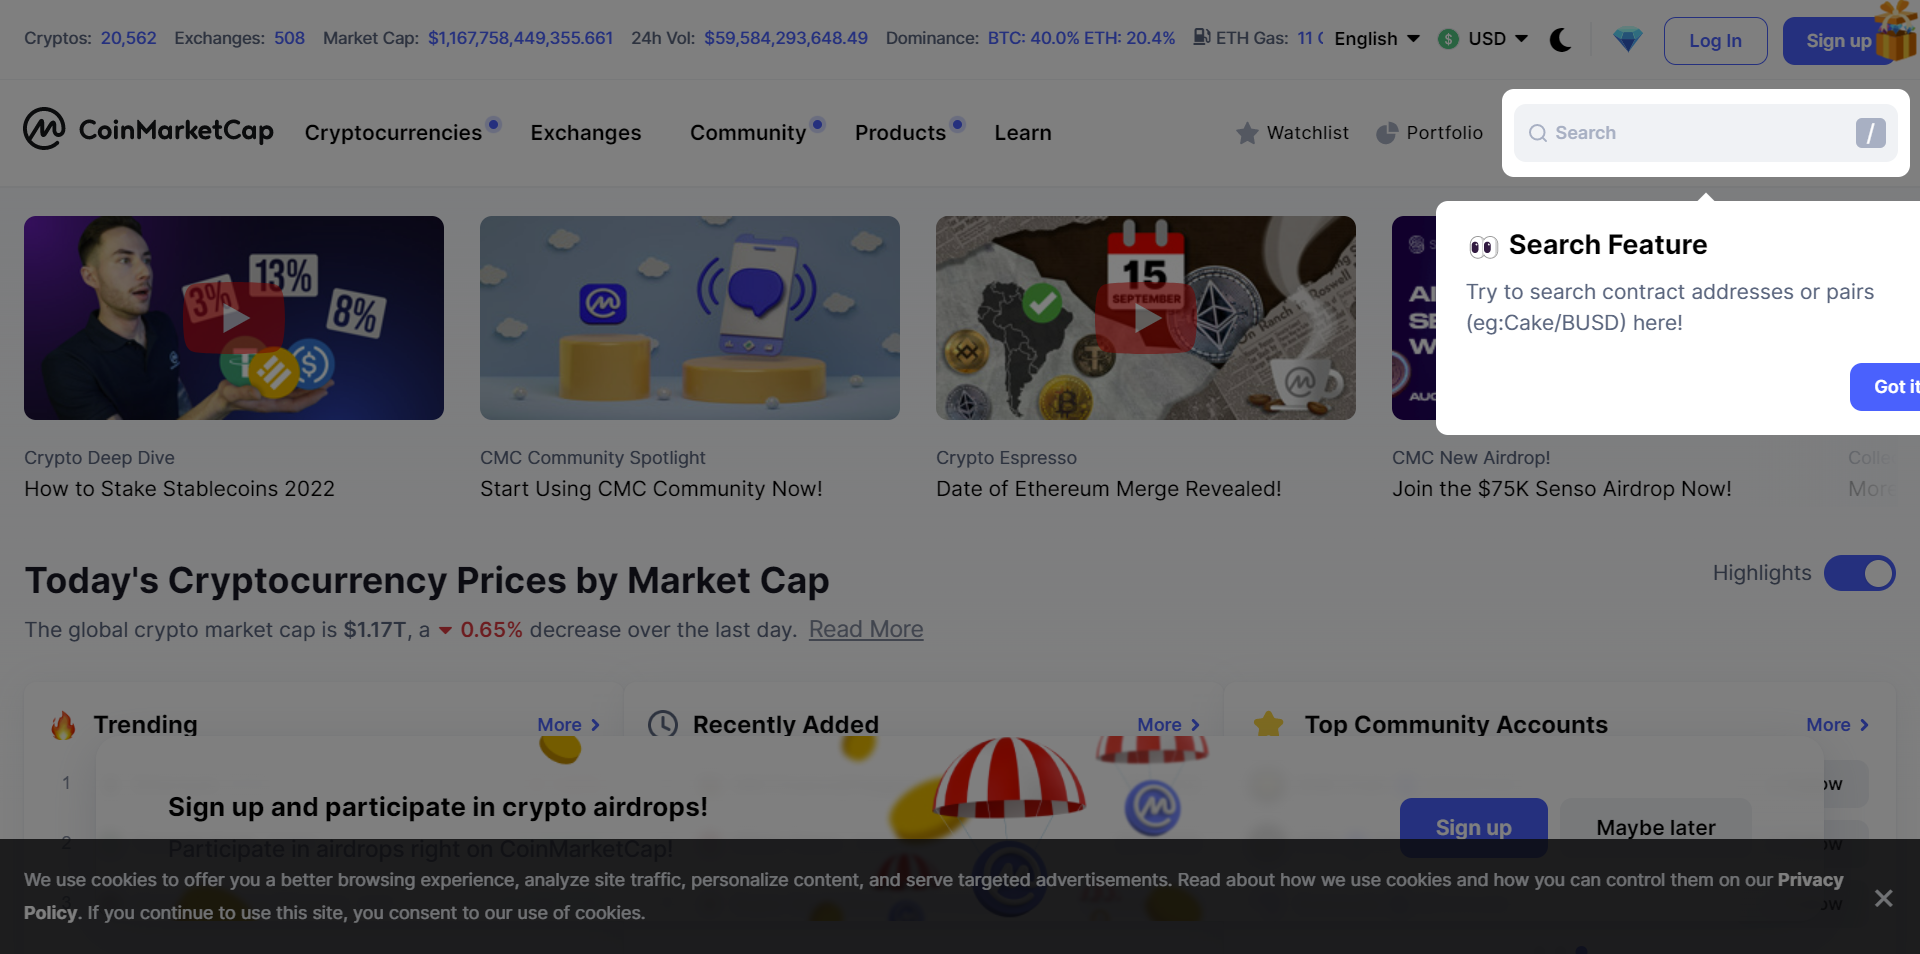 Cryptos: 20,562 Exchanges: 508 Market Cap: $1,167,758,449,355.661 24h Vol: $59,584,293,648.49 Dominance: BTC: 40.0% ETH: 20.4% ETH Gas: 11 English $ USD Log In Sign up
CoinMarketCap Cryptocurrencies Exchanges Community Products Learn Watchlist Portfolio Search /
3% 13% 8%
15
SEPTEMBER
Search Feature
Try to search contract addresses or pairs
(eg:Cake/BUSD) here!
Got it
Crypto Deep Dive
How to Stake Stablecoins 2022
CMC Community Spotlight
Start Using CMC Community Now!
Crypto Espresso
Date of Ethereum Merge Revealed!
CMC New Airdrop!
Join the $75K Senso Airdrop Now!
More
Today's Cryptocurrency Prices by Market Cap
Highlights
The global crypto market cap is $1.17T, a 0.65% decrease over the last day. Read More
Trending More
Recently Added More
Top Community Accounts More
1
2
Sign up and participate in crypto airdrops!
Participate in airdrops right on CoinMarketCap!
Sign up
Maybe later
We use cookies to offer you a better browsing experience, analyze site traffic, personalize content, and serve targeted advertisements. Read about how we use cookies and how you can control them on our Privacy
Policy. If you continue to use this site, you consent to our use of cookies.